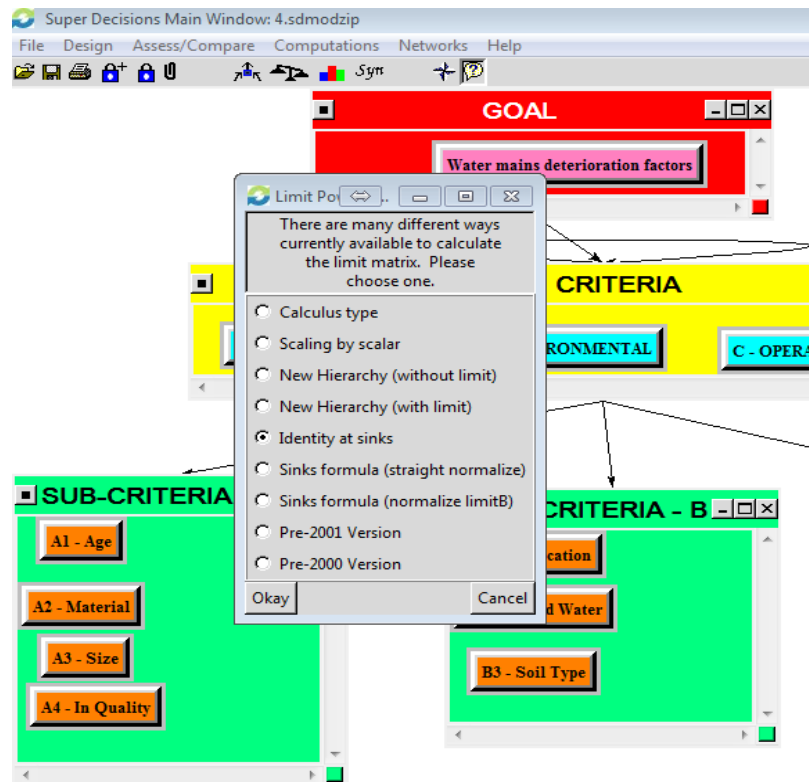 Super Decisions Main Window: 4.sdmodzip
File Design Assess/Compare Computations Networks Help
Syn
GOAL
Water mains deterioration factors
Limit Po
There are many different ways
currently available to calculate
the limit matrix. Please
choose one.
Calculus type
Scaling by scalar
New Hierarchy (without limit)
New Hierarchy (with limit)
Identity at sinks
Sinks formula (straight normalize)
Sinks formula (normalize limitB)
Pre-2001 Version
Pre-2000 Version
Okay Cancel
CRITERIA
RONMENTAL
C - OPERA
SUB-CRITERIA
A1 - Age
A2 - Material
A3 - Size
A4 - In Quality
CRITERIA - B
cation
d Water
B3 - Soil Type